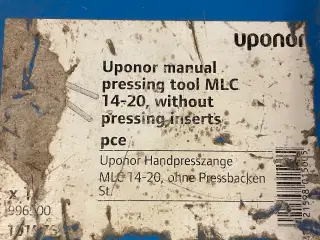 uponor
Uponor manual
pressing tool MLC
14-20, without
pressing inserts
pce
Uponor Handpresszange
MLC 14-20, ohne Pressbacken
St.
X 1